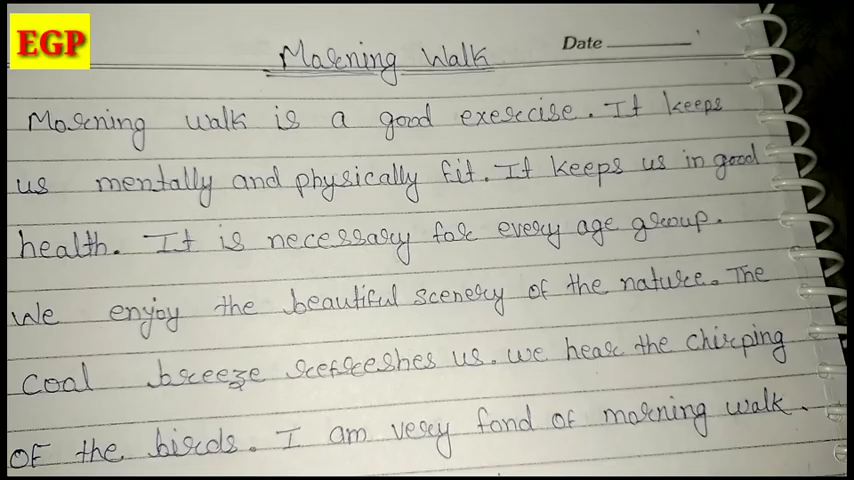 EGP
Morning Walk
Date
Morning walk is a good exercise. It keeps
us mentally and physically fit. It keeps us in good
health. It is necessary for every age group.
We enjoy the beautiful scenery of the nature. The
coal breeze refreshes us. we hear the chirping
of the birds. I am very fond of morning walk.